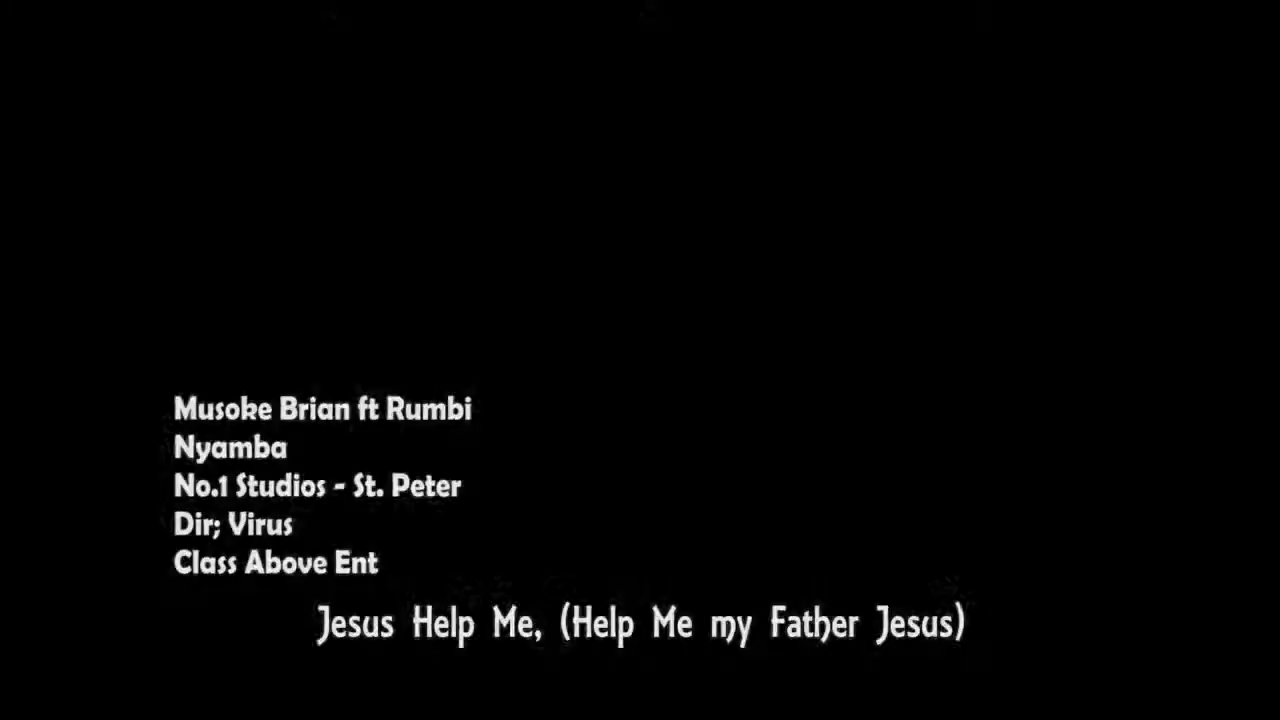 Musoke Brian ft Rumbi
Nyamba
No.1 Studios - St. Peter
Dir; Virus
Class Above Ent
Jesus Help Me, (Help Me my Father Jesus)